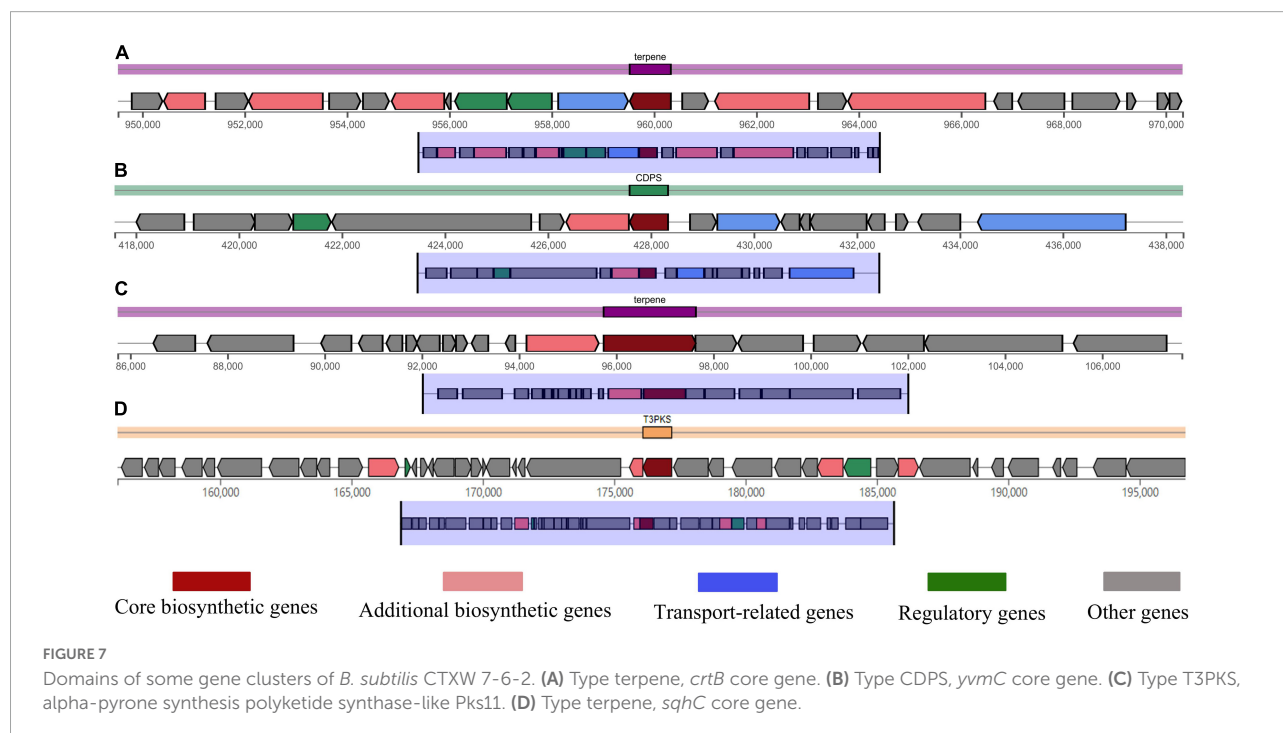 A
terpene
950,000 952,000 954,000 956,000 958,000 960,000 962,000 964,000 966,000 968,000 970,000
B
CDPS
418,000 420,000 422,000 424,000 426,000 428,000 430,000 432,000 434,000 436,000 438,000
C
terpene
86,000 88,000 90,000 92,000 94,000 96,000 98,000 100,000 102,000 104,000 106,000
D
T3PKS
160,000 165,000 170,000 175,000 180,000 185,000 190,000 195,000
Core biosynthetic genes Additional biosynthetic genes Transport-related genes Regulatory genes Other genes
FIGURE 7
Domains of some gene clusters of B. subtilis CTXW 7-6-2. (A) Type terpene, crtB core gene. (B) Type CDPS, yvmC core gene. (C) Type T3PKS,
alpha-pyrone synthesis polyketide synthase-like Pks11. (D) Type terpene, sqhC core gene.